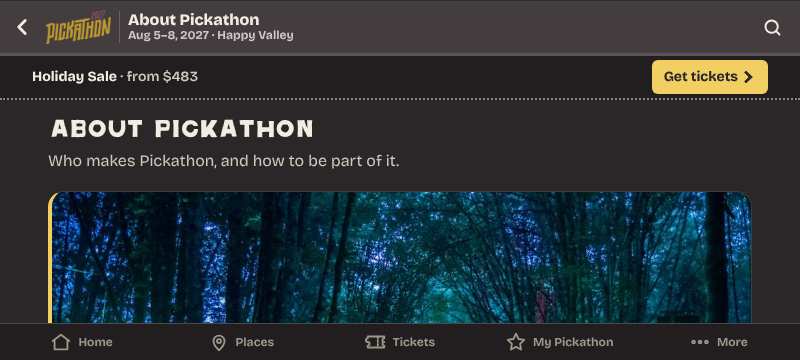 PICKATHON
About Pickathon
Aug 5–8, 2027 · Happy Valley
Holiday Sale · from $483
Get tickets
ABOUT PICKATHON
Who makes Pickathon, and how to be part of it.
Home
Places
Tickets
My Pickathon
More